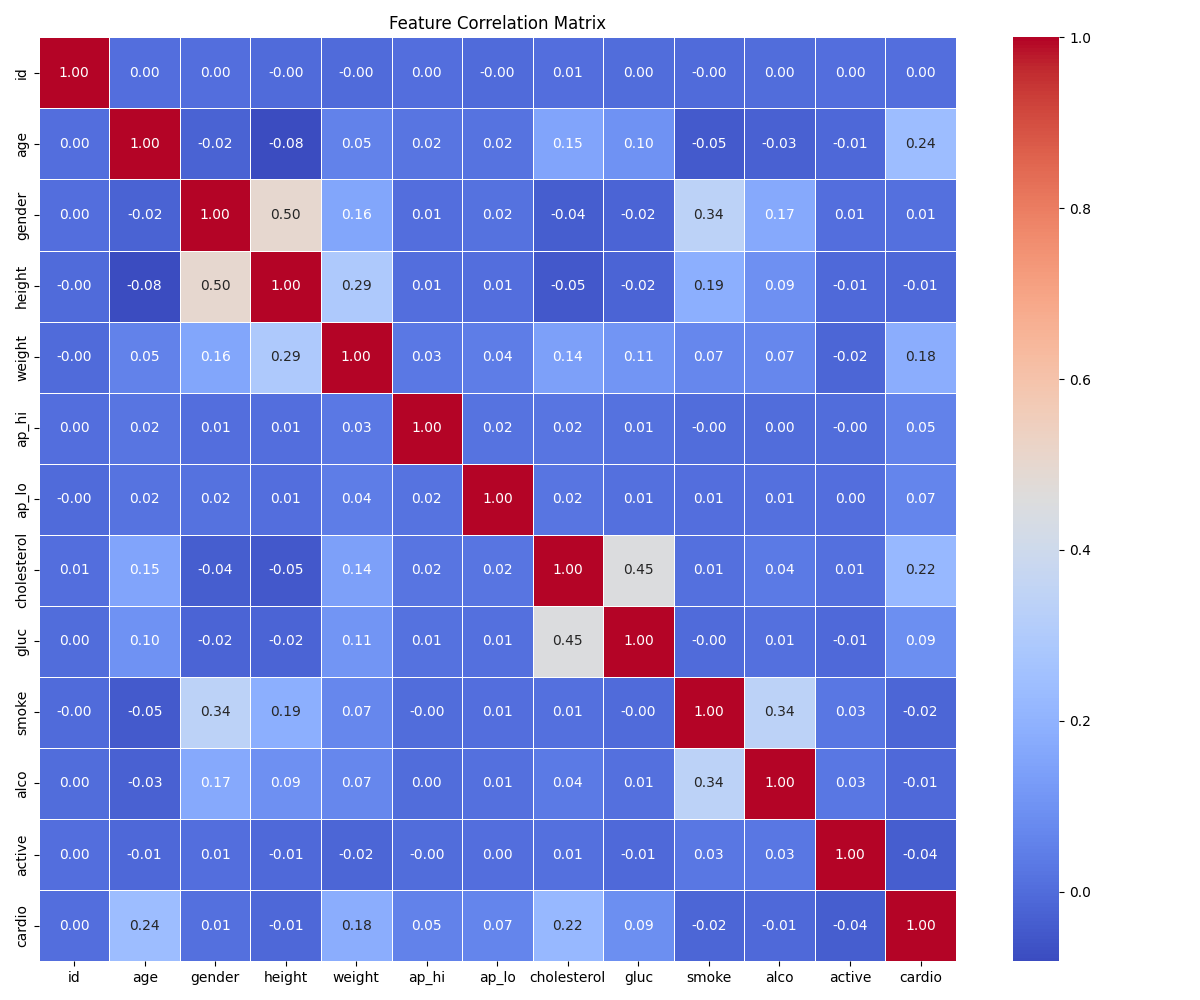 Feature Correlation Matrix
id 1.00 0.00 0.00 -0.00 -0.00 0.00 -0.00 0.01 0.00 -0.00 0.00 0.00 0.00
age 0.00 1.00 -0.02 -0.08 0.05 0.02 0.02 0.15 0.10 -0.05 -0.03 -0.01 0.24
gender 0.00 -0.02 1.00 0.50 0.16 0.01 0.02 -0.04 -0.02 0.34 0.17 0.01 0.01
height -0.00 -0.08 0.50 1.00 0.29 0.01 0.01 -0.05 -0.02 0.19 0.09 -0.01 -0.01
weight -0.00 0.05 0.16 0.29 1.00 0.03 0.04 0.14 0.11 0.07 0.07 -0.02 0.18
ap_hi 0.00 0.02 0.01 0.01 0.03 1.00 0.02 0.02 0.01 -0.00 0.00 -0.00 0.05
ap_lo -0.00 0.02 0.02 0.01 0.04 0.02 1.00 0.02 0.01 0.01 0.01 0.00 0.07
cholesterol 0.01 0.15 -0.04 -0.05 0.14 0.02 0.02 1.00 0.45 0.01 0.04 0.01 0.22
gluc 0.00 0.10 -0.02 -0.02 0.11 0.01 0.01 0.45 1.00 -0.00 0.01 -0.01 0.09
smoke -0.00 -0.05 0.34 0.19 0.07 -0.00 0.01 0.01 -0.00 1.00 0.34 0.03 -0.02
alco 0.00 -0.03 0.17 0.09 0.07 0.00 0.01 0.04 0.01 0.34 1.00 0.03 -0.01
active 0.00 -0.01 0.01 -0.01 -0.02 -0.00 0.00 0.01 -0.01 0.03 0.03 1.00 -0.04
cardio 0.00 0.24 0.01 -0.01 0.18 0.05 0.07 0.22 0.09 -0.02 -0.01 -0.04 1.00
id age gender height weight ap_hi ap_lo cholesterol gluc smoke alco active cardio
1.0
0.8
0.6
0.4
0.2
0.0